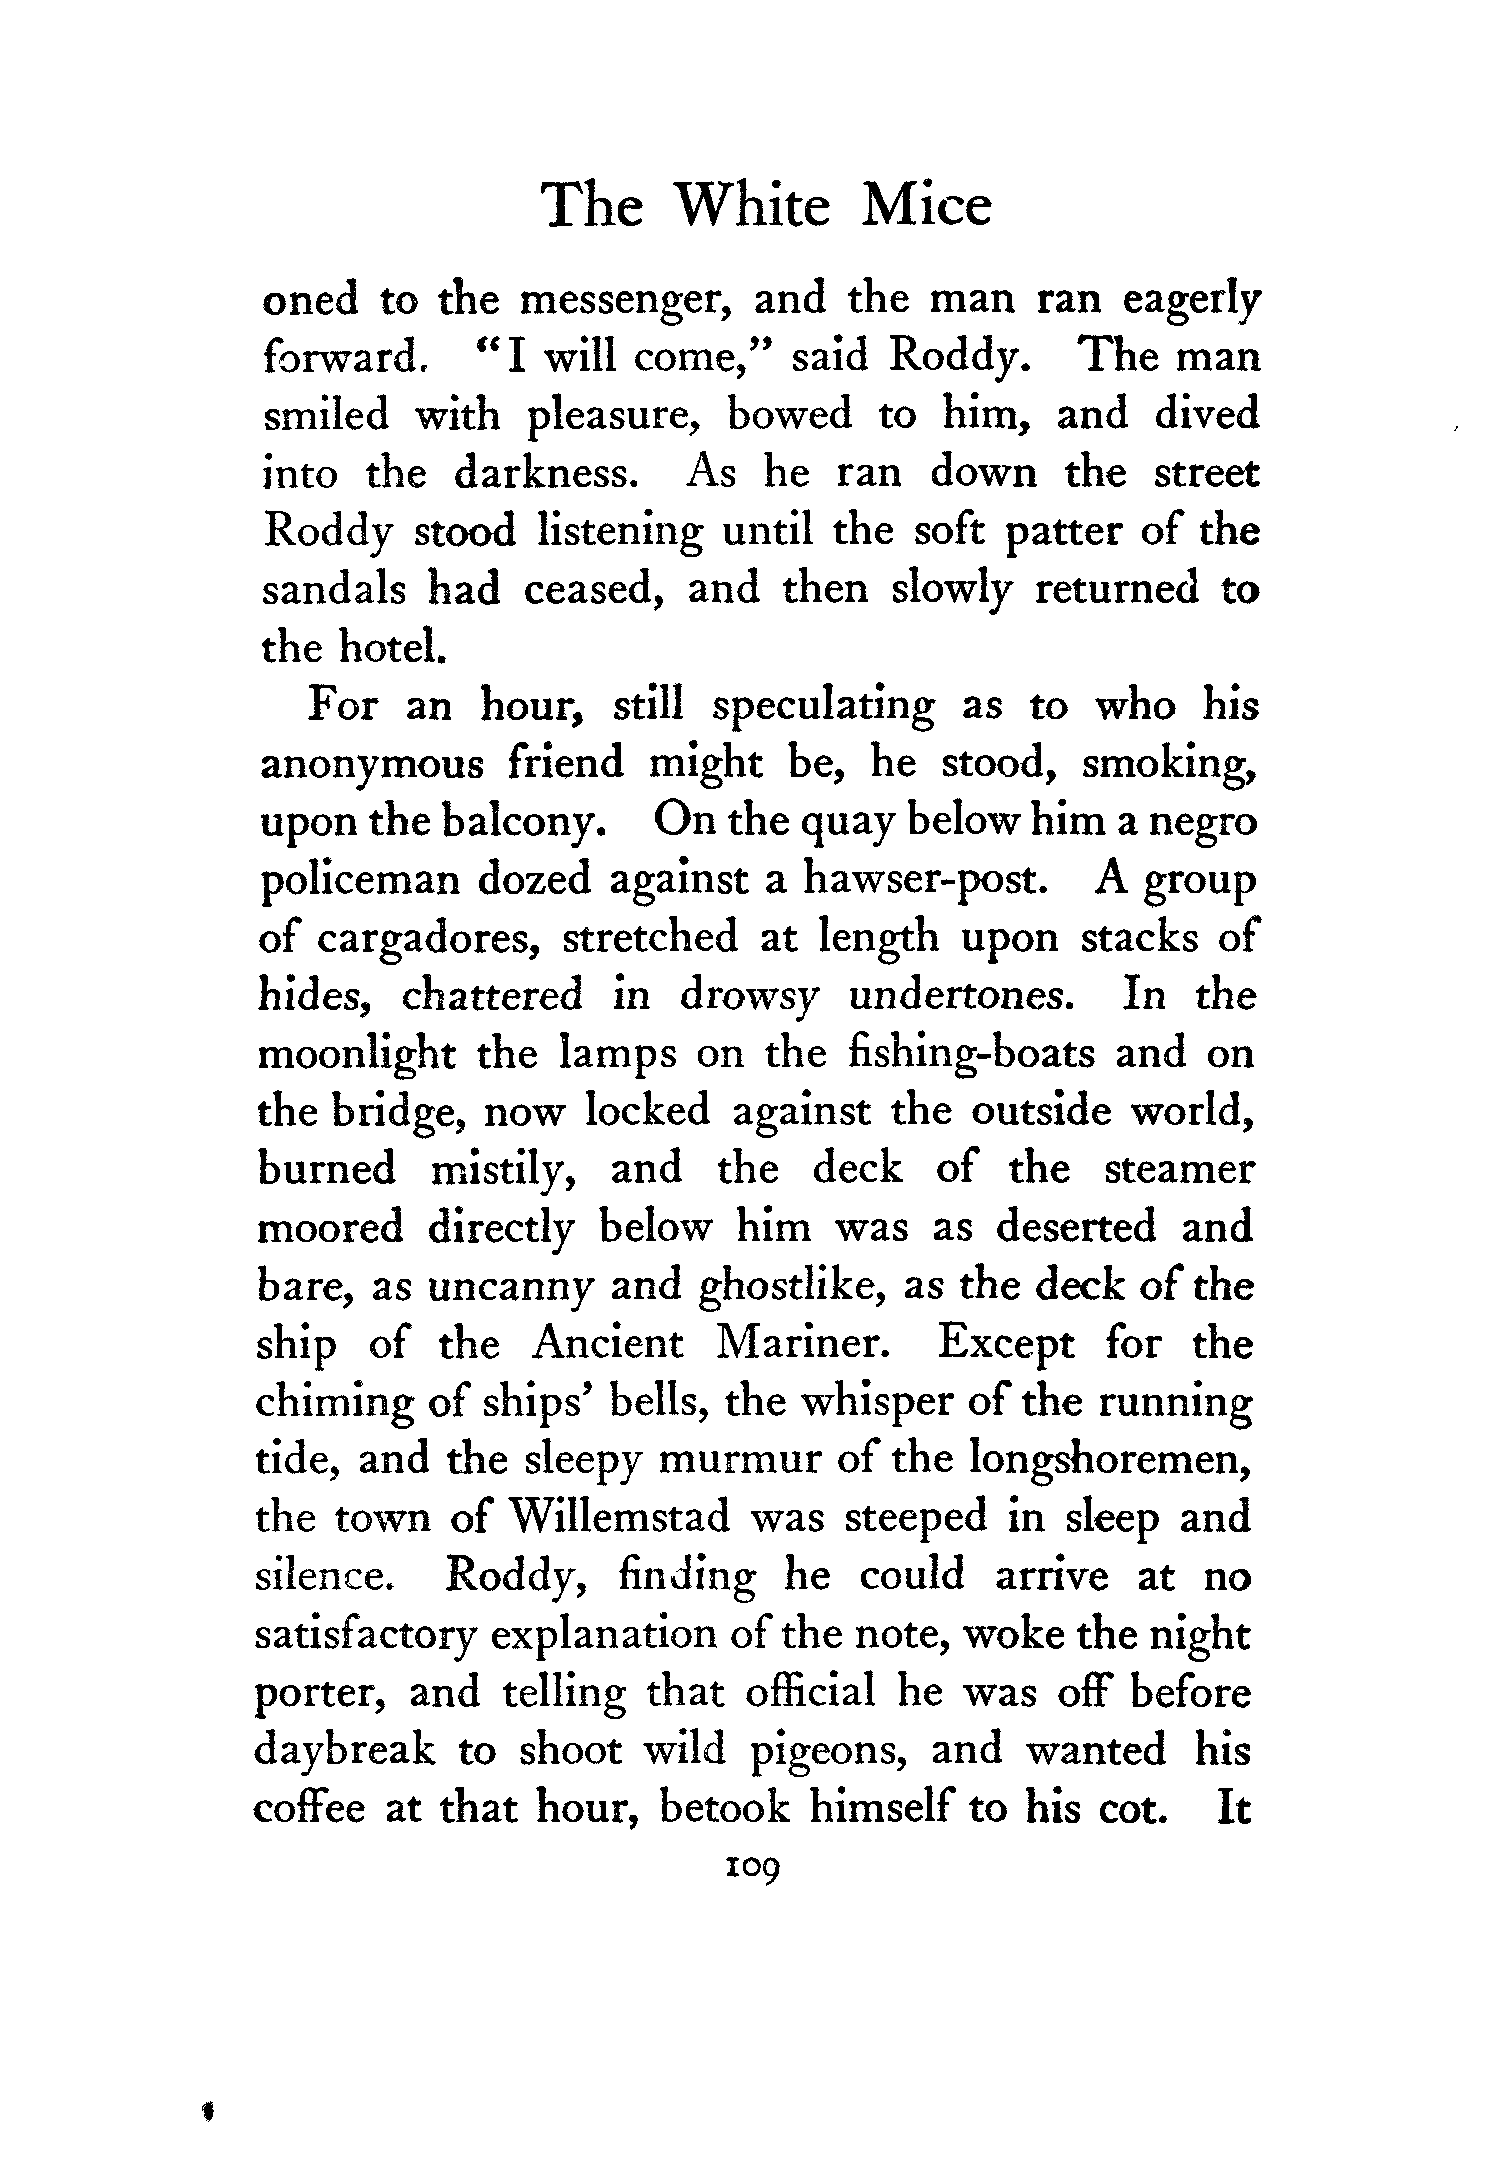 The White Mice
oned to the messenger, and the man ran eagerly
forward. "I will come," said Roddy. The man
smiled with pleasure, bowed to him, and dived
into the darkness. As he ran down the street
Roddy stood listening until the soft patter of the
sandals had ceased, and then slowly returned to
the hotel.
For an hour, still speculating as to who his
anonymous friend might be, he stood, smoking,
upon the balcony. On the quay below him a negro
policeman dozed against a hawser-post. A group
of cargadores, stretched at length upon stacks of
hides, chattered in drowsy undertones. In the
moonlight the lamps on the fishing-boats and on
the bridge, now locked against the outside world,
burned mistily, and the deck of the steamer
moored directly below him was as deserted and
bare, as uncanny and ghostlike, as the deck of the
ship of the Ancient Mariner. Except for the
chiming of ships' bells, the whisper of the running
tide, and the sleepy murmur of the longshoremen,
the town of Willemstad was steeped in sleep and
silence. Roddy, finding he could arrive at no
satisfactory explanation of the note, woke the night
porter, and telling that official he was off before
daybreak to shoot wild pigeons, and wanted his
coffee at that hour, betook himself to his cot. It
109